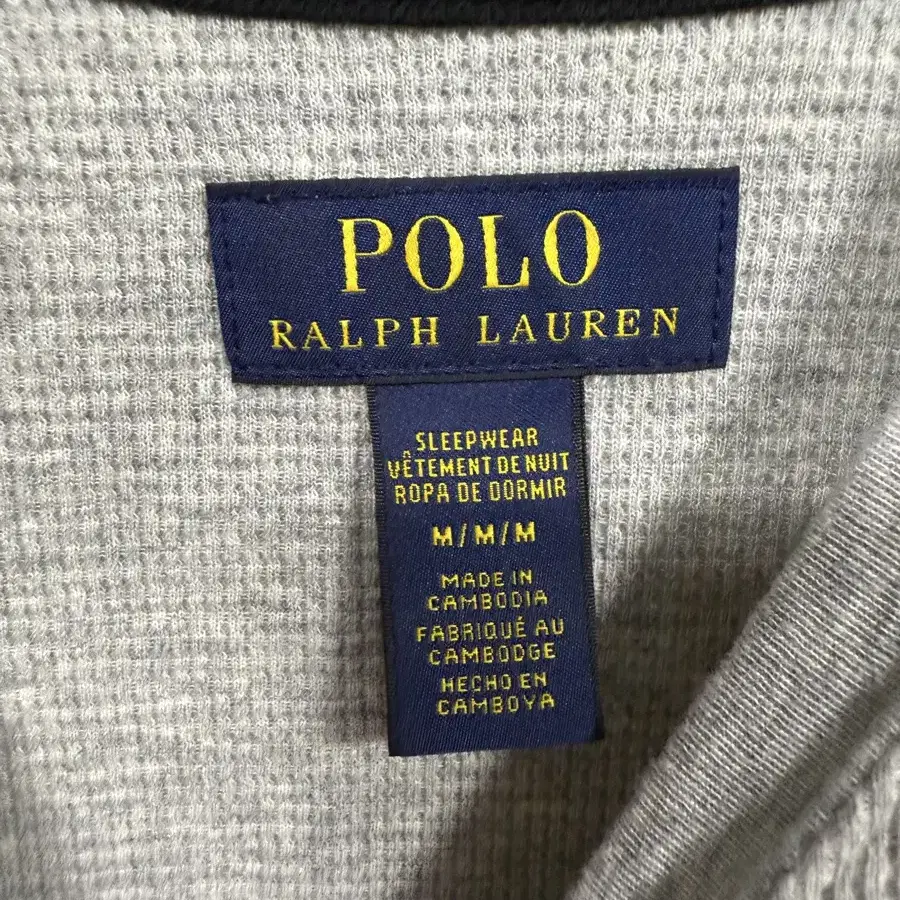 POLO
RALPH LAUREN
SLEEPWEAR
VÊTEMENT DE NUIT
ROPA DE DORMIR
M/M/M
MADE IN
CAMBODIA
FABRIQUÉ AU
CAMBODGE
HECHO EN
CAMBOYA